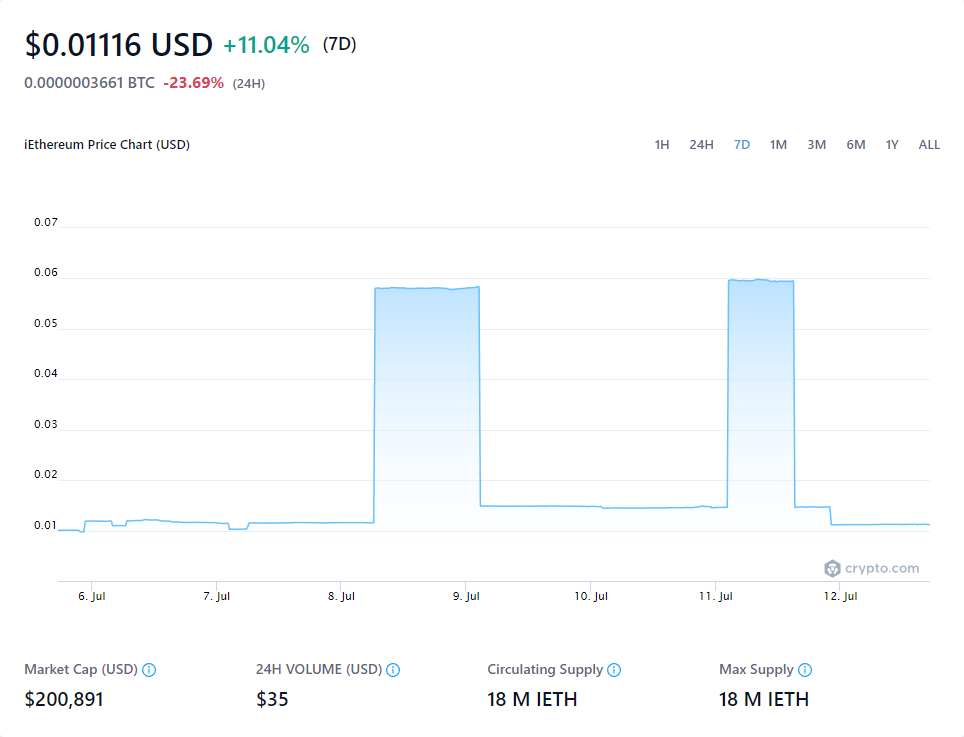 $0.01116 USD +11.04% (7D)
0.0000003661 BTC -23.69% (24H)
iEthereum Price Chart (USD) 1H 24H 7D 1M 3M 6M 1Y ALL
0.07
0.06
0.05
0.04
0.03
0.02
0.01
crypto.com
6. Jul 7. Jul 8. Jul 9. Jul 10. Jul 11. Jul 12. Jul
Market Cap (USD) 24H VOLUME (USD) Circulating Supply Max Supply
$200,891 $35 18 M IETH 18 M IETH